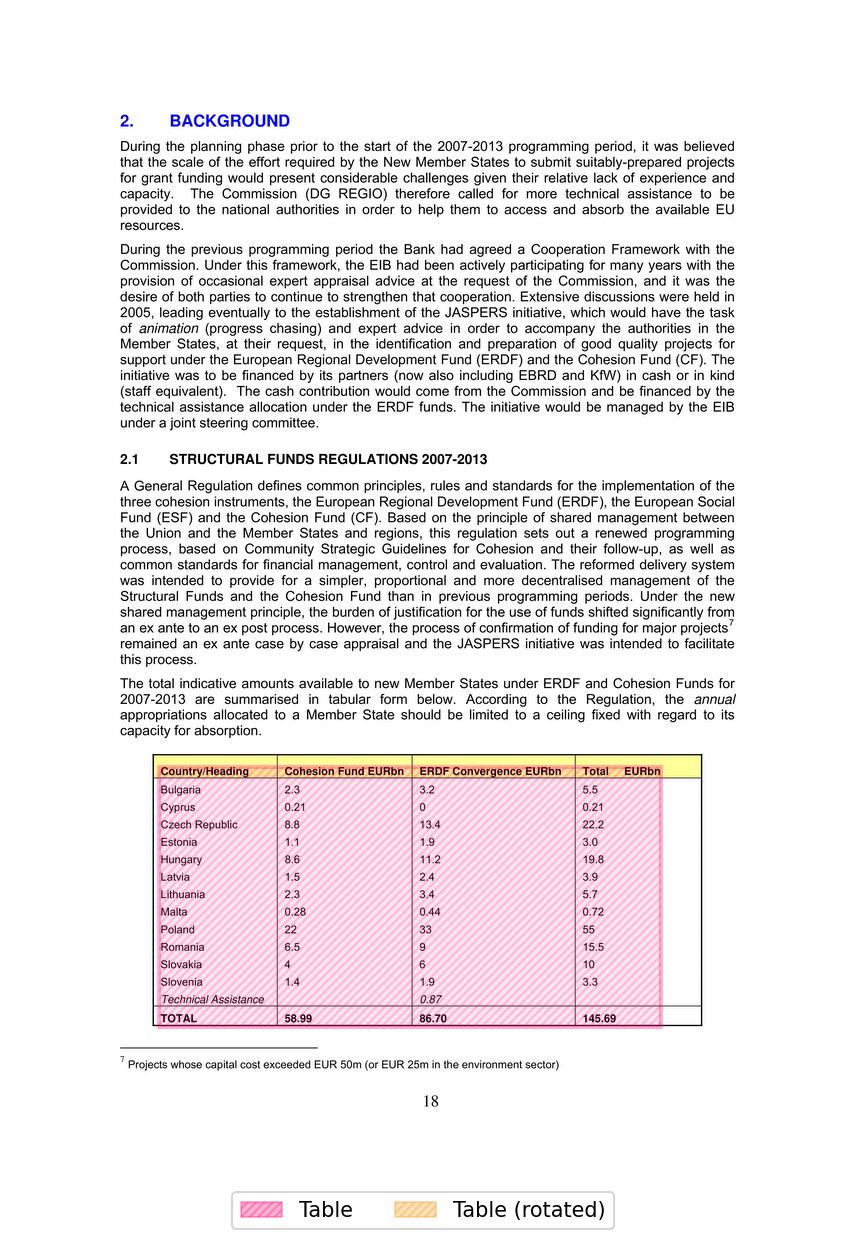 2. BACKGROUND
During the planning phase prior to the start of the 2007-2013 programming period, it was believed
that the scale of the effort required by the New Member States to submit suitably-prepared projects
for grant funding would present considerable challenges given their relative lack of experience and
capacity. The Commission (DG REGIO) therefore called for more technical assistance to be
provided to the national authorities in order to help them to access and absorb the available EU
resources.
During the previous programming period the Bank had agreed a Cooperation Framework with the
Commission. Under this framework, the EIB had been actively participating for many years with the
provision of occasional expert appraisal advice at the request of the Commission, and it was the
desire of both parties to continue to strengthen that cooperation. Extensive discussions were held in
2005, leading eventually to the establishment of the JASPERS initiative, which would have the task
of animation (progress chasing) and expert advice in order to accompany the authorities in the
Member States, at their request, in the identification and preparation of good quality projects for
support under the European Regional Development Fund (ERDF) and the Cohesion Fund (CF). The
initiative was to be financed by its partners (now also including EBRD and KfW) in cash or in kind
(staff equivalent). The cash contribution would come from the Commission and be financed by the
technical assistance allocation under the ERDF funds. The initiative would be managed by the EIB
under a joint steering committee.
2.1 STRUCTURAL FUNDS REGULATIONS 2007-2013
A General Regulation defines common principles, rules and standards for the implementation of the
three cohesion instruments, the European Regional Development Fund (ERDF), the European Social
Fund (ESF) and the Cohesion Fund (CF). Based on the principle of shared management between
the Union and the Member States and regions, this regulation sets out a renewed programming
process, based on Community Strategic Guidelines for Cohesion and their follow-up, as well as
common standards for financial management, control and evaluation. The reformed delivery system
was intended to provide for a simpler, proportional and more decentralised management of the
Structural Funds and the Cohesion Fund than in previous programming periods. Under the new
shared management principle, the burden of justification for the use of funds shifted significantly from
an ex ante to an ex post process. However, the process of confirmation of funding for major projects7
remained an ex ante case by case appraisal and the JASPERS initiative was intended to facilitate
this process.
The total indicative amounts available to new Member States under ERDF and Cohesion Funds for
2007-2013 are summarised in tabular form below. According to the Regulation, the annual
appropriations allocated to a Member State should be limited to a ceiling fixed with regard to its
capacity for absorption.
Country/Heading Cohesion Fund EURbn ERDF Convergence EURbn Total EURbn
Bulgaria 2.3 3.2 5.5
Cyprus 0.21 0 0.21
Czech Republic 8.8 13.4 22.2
Estonia 1.1 1.9 3.0
Hungary 8.6 11.2 19.8
Latvia 1.5 2.4 3.9
Lithuania 2.3 3.4 5.7
Malta 0.28 0.44 0.72
Poland 22 33 55
Romania 6.5 9 15.5
Slovakia 4 6 10
Slovenia 1.4 1.9 3.3
Technical Assistance 0.87
TOTAL 58.99 86.70 145.69
7 Projects whose capital cost exceeded EUR 50m (or EUR 25m in the environment sector)
18
Table Table (rotated)